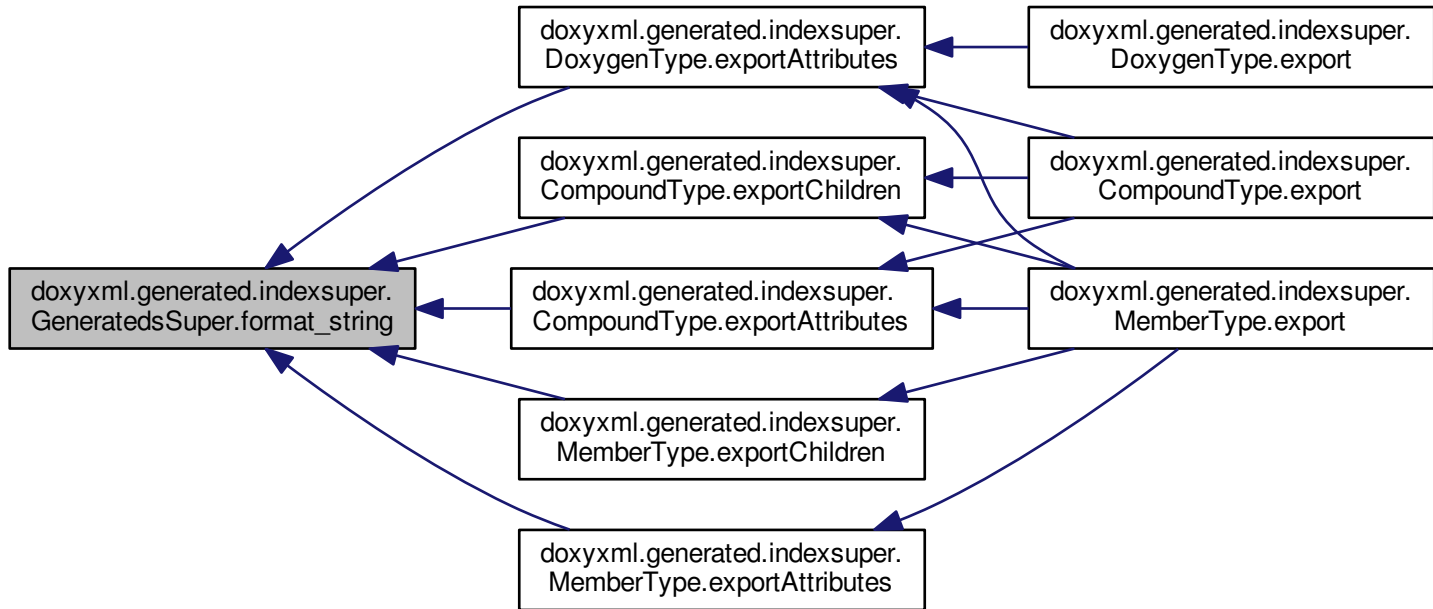 doxyxml.generated.indexsuper.
DoxygenType.exportAttributes
doxyxml.generated.indexsuper.
DoxygenType.export
doxyxml.generated.indexsuper.
CompoundType.exportChildren
doxyxml.generated.indexsuper.
CompoundType.export
doxyxml.generated.indexsuper.
GeneratedsSuper.format_string
doxyxml.generated.indexsuper.
CompoundType.exportAttributes
doxyxml.generated.indexsuper.
MemberType.export
doxyxml.generated.indexsuper.
MemberType.exportChildren
doxyxml.generated.indexsuper.
MemberType.exportAttributes